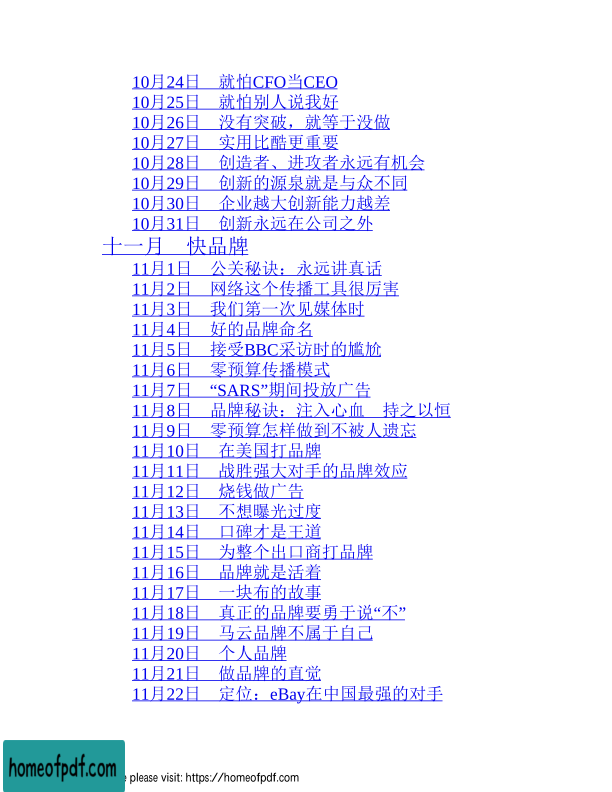 10月24日　就怕CFO当CEO
10月25日　就怕别人说我好
10月26日　没有突破，就等于没做
10月27日　实用比酷更重要
10月28日　创造者、进攻者永远有机会
10月29日　创新的源泉就是与众不同
10月30日　企业越大创新能力越差
10月31日　创新永远在公司之外
十一月　快品牌
11月1日　公关秘诀：永远讲真话
11月2日　网络这个传播工具很厉害
11月3日　我们第一次见媒体时
11月4日　好的品牌命名
11月5日　接受BBC采访时的尴尬
11月6日　零预算传播模式
11月7日　“SARS”期间投放广告
11月8日　品牌秘诀：注入心血　持之以恒
11月9日　零预算怎样做到不被人遗忘
11月10日　在美国打品牌
11月11日　战胜强大对手的品牌效应
11月12日　烧钱做广告
11月13日　不想曝光过度
11月14日　口碑才是王道
11月15日　为整个出口商打品牌
11月16日　品牌就是活着
11月17日　一块布的故事
11月18日　真正的品牌要勇于说“不”
11月19日　马云品牌不属于自己
11月20日　个人品牌
11月21日　做品牌的直觉
11月22日　定位：eBay在中国最强的对手
homeofpdf.com
please visit: https://homeofpdf.com